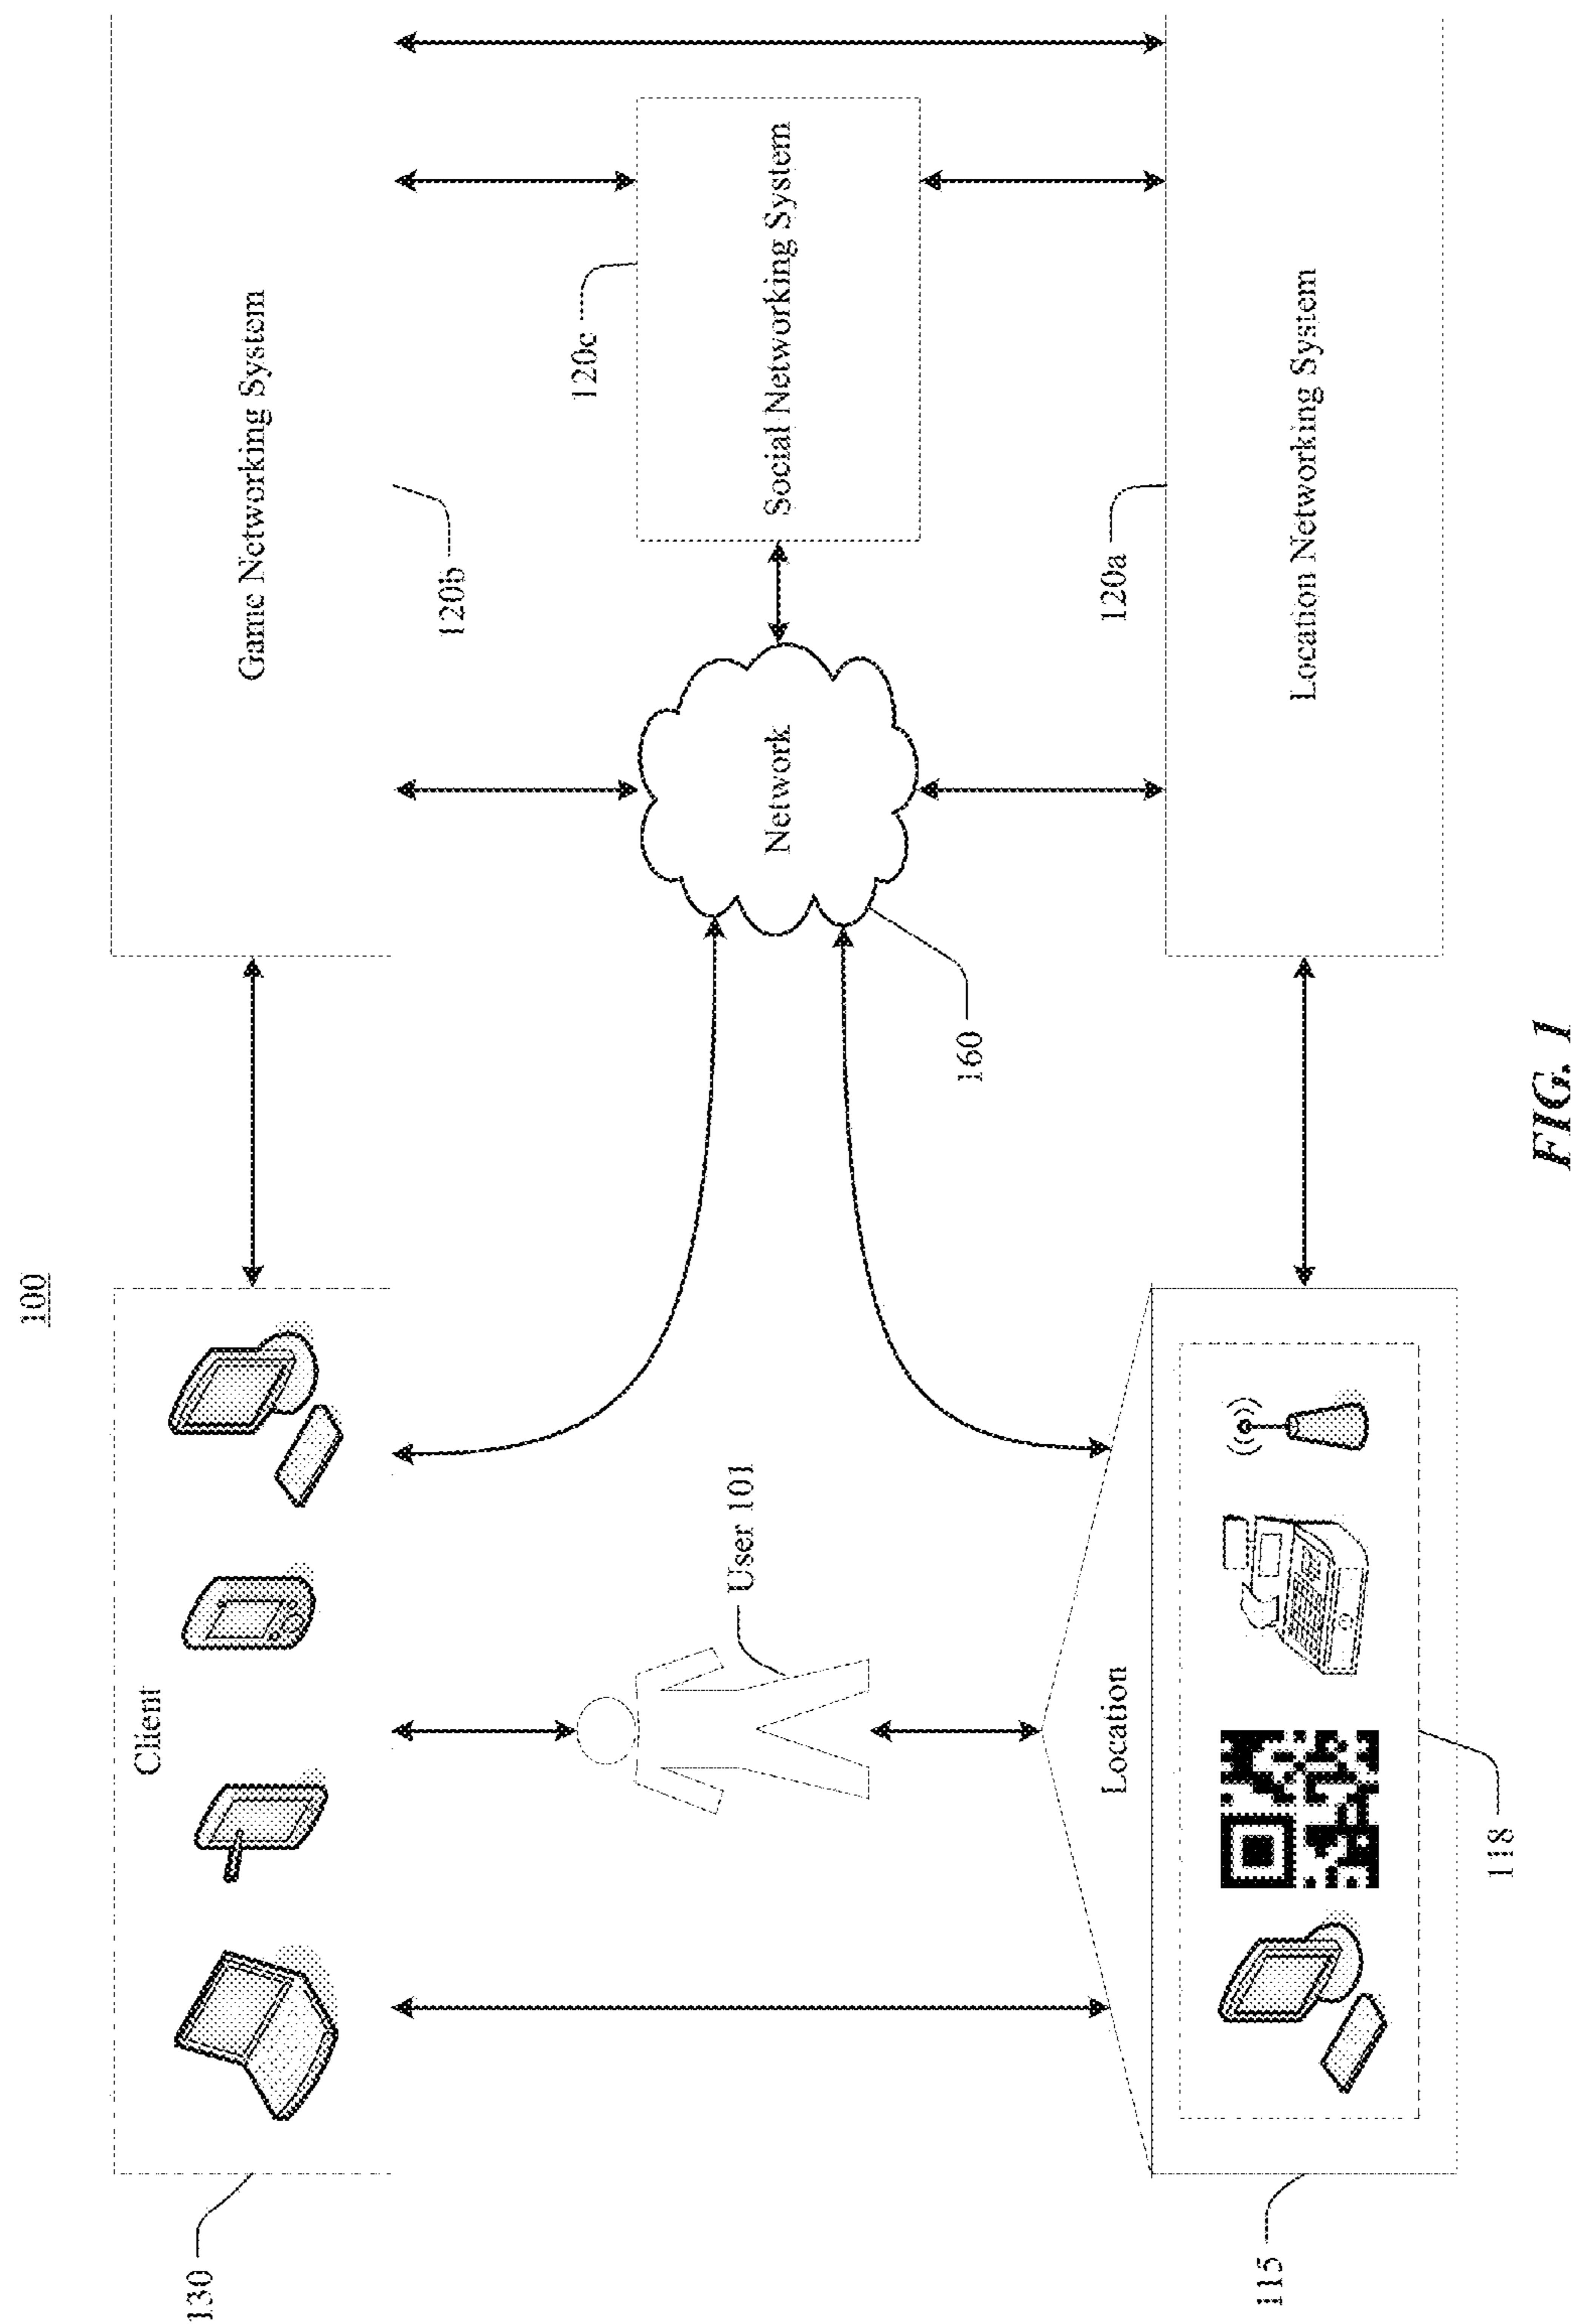 100
130
Client
Game Networking System
120b
User 101
Network
160
120c
Social Networking System
Location
115
118
120a
Location Networking System
FIG. 1